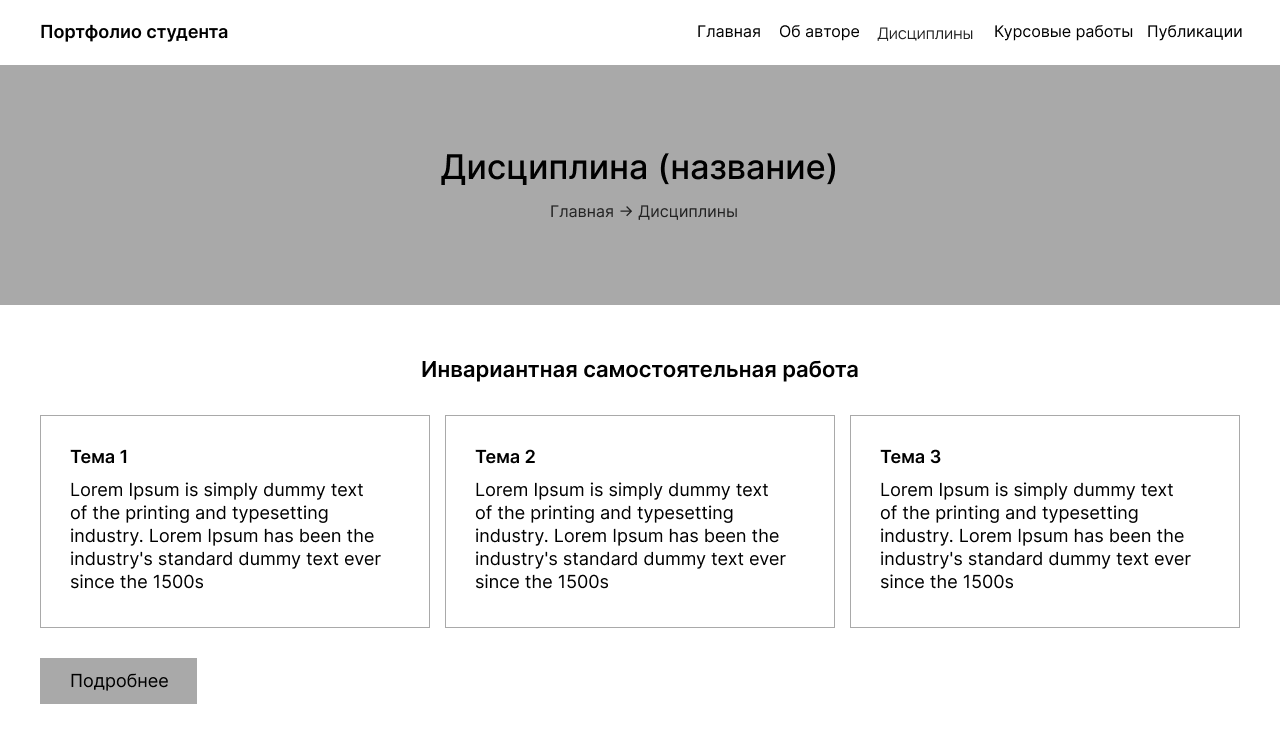 Портфолио студента
Главная Об авторе Дисциплины Курсовые работы Публикации
Дисциплина (название)
Главная → Дисциплины
Инвариантная самостоятельная работа
Тема 1
Lorem Ipsum is simply dummy text
of the printing and typesetting
industry. Lorem Ipsum has been the
industry's standard dummy text ever
since the 1500s
Тема 2
Lorem Ipsum is simply dummy text
of the printing and typesetting
industry. Lorem Ipsum has been the
industry's standard dummy text ever
since the 1500s
Тема 3
Lorem Ipsum is simply dummy text
of the printing and typesetting
industry. Lorem Ipsum has been the
industry's standard dummy text ever
since the 1500s
Подробнее